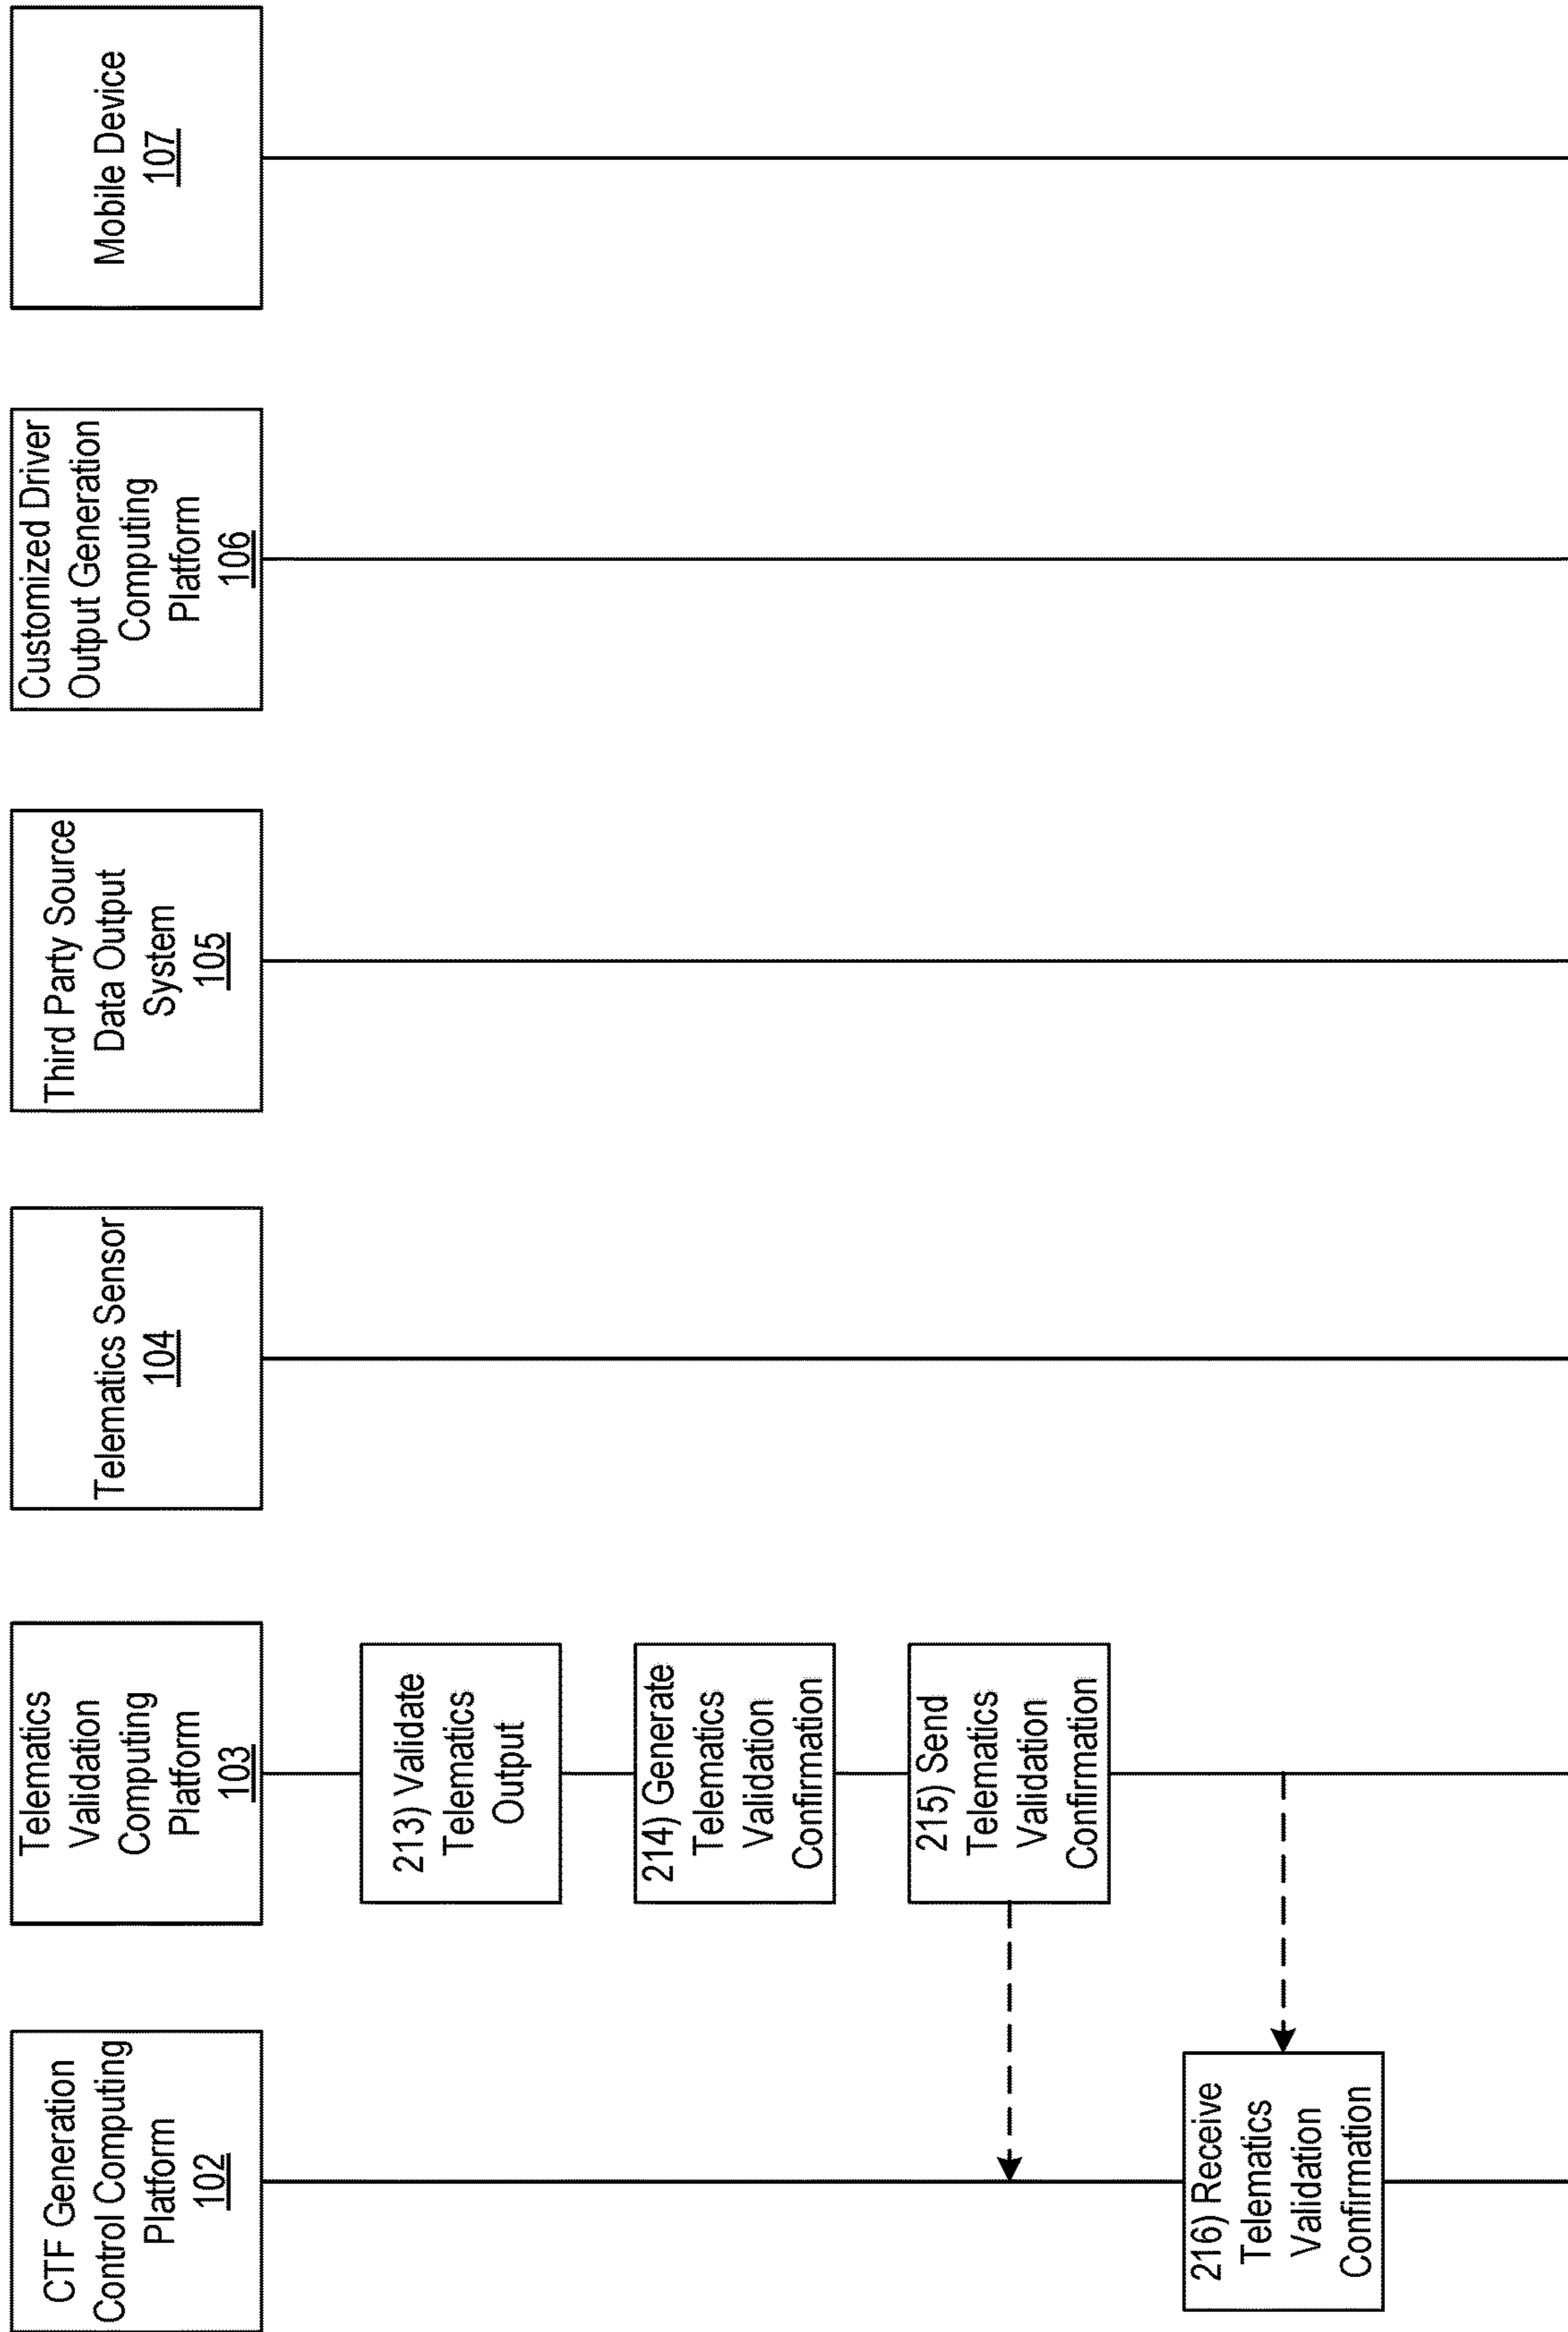 CTF Generation
Control Computing
Platform
102
Telematics
Validation
Computing
Platform
103
Telematics Sensor
104
Third Party Source
Data Output
System
105
Customized Driver
Output Generation
Computing
Platform
106
Mobile Device
107
213) Validate
Telematics
Output
214) Generate
Telematics
Validation
Confirmation
215) Send
Telematics
Validation
Confirmation
216) Receive
Telematics
Validation
Confirmation